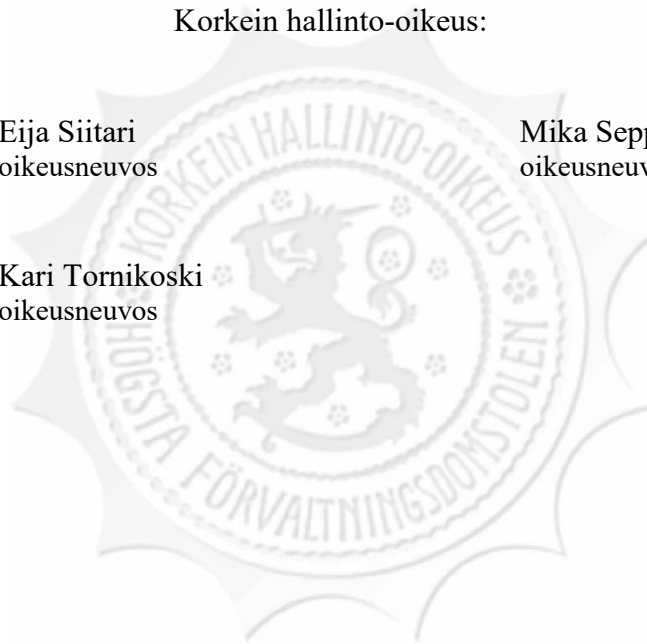 Korkein hallinto-oikeus:
Eija Siitari
oikeusneuvos
Mika
Kari Tornikoski
oikeusneuvos
KORKEIN HALLINTO-OIKEUS
HÖGSTA FÖRVALTNINGSDOMSTOLEN